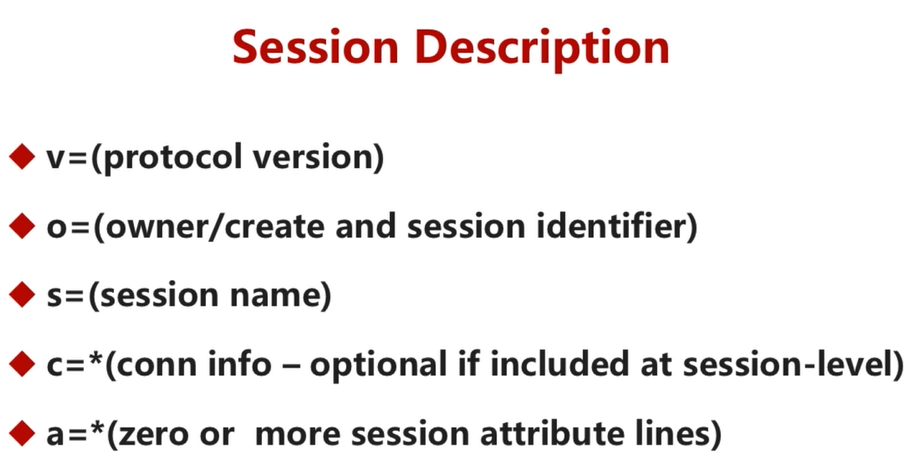 Session Description
◆ v=(protocol version)
◆ o=(owner/create and session identifier)
◆ s=(session name)
◆ c=*(conn info – optional if included at session-level)
◆ a=*(zero or  more session attribute lines)